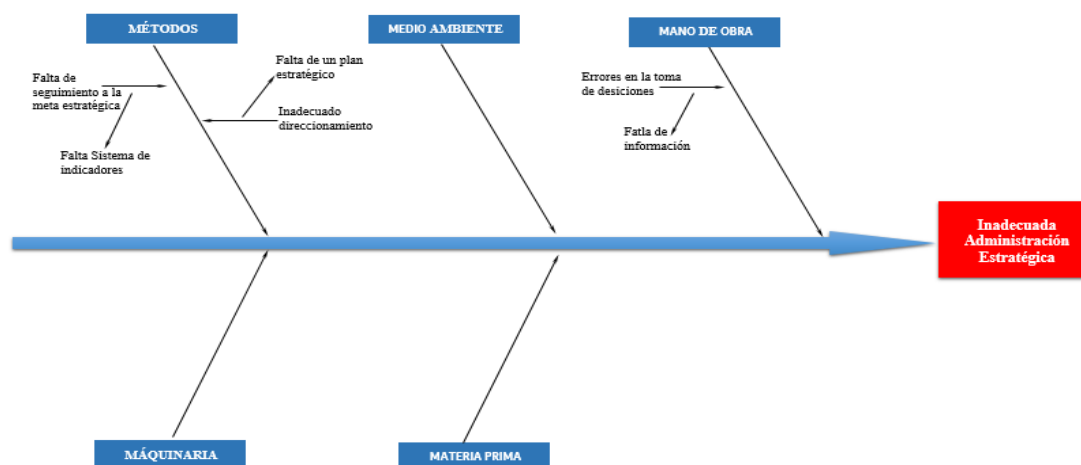 MÉTODOS
MEDIO AMBIENTE
MANO DE OBRA
Falta de
seguimiento a la
meta estratégica
Falta de un plan
estratégico
Errores en la toma
de desiciones
Inadecuado
direccionamiento
Falta Sistema de
indicadores
Fatla de
información
Inadecuada
Administración
Estratégica
MÁQUINARIA
MATERIA PRIMA